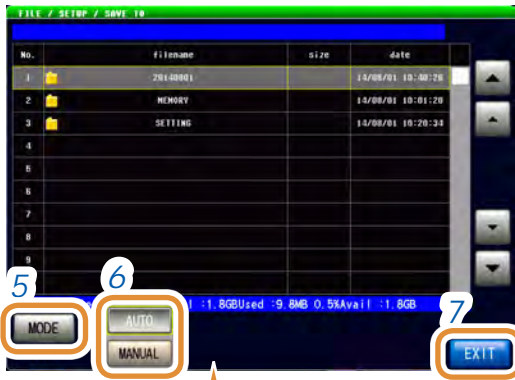 FILE / SETUP / SAVE TO
No. filename size date
1 20140801 14/08/01 10:40:26
2 MEMORY 14/08/01 10:01:20
3 SETTING 14/08/01 10:20:34
4
5
6
7
8
9
5 6 7
:1.8GBUsed :9.8MB 0.5%Avail :1.8GB
MODE AUTO
MANUAL EXIT